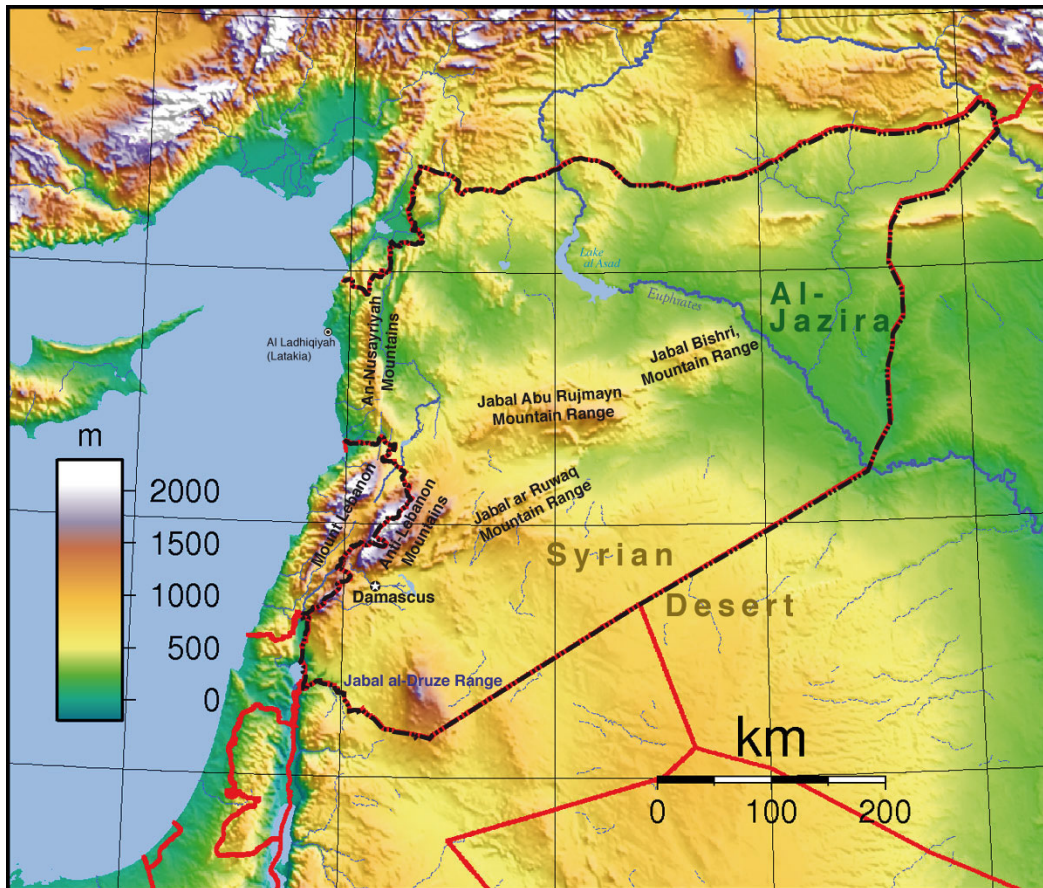 Lake
al Asad
Euphrates
Al-
Jazira
Al Ladhiqiyah
(Latakia)
An-Nusayriyah
Mountains
Jabal Bishri,
Mountain Range
Jabal Abu Rujmayn
Mountain Range
m
2000
1500
1000
500
0
Mount Lebanon
Anti-Lebanon
Mountains
Jabal ar Ruwaq
Mountain Range
Syrian
Desert
Damascus
Jabal al-Druze Range
km
0
100
200